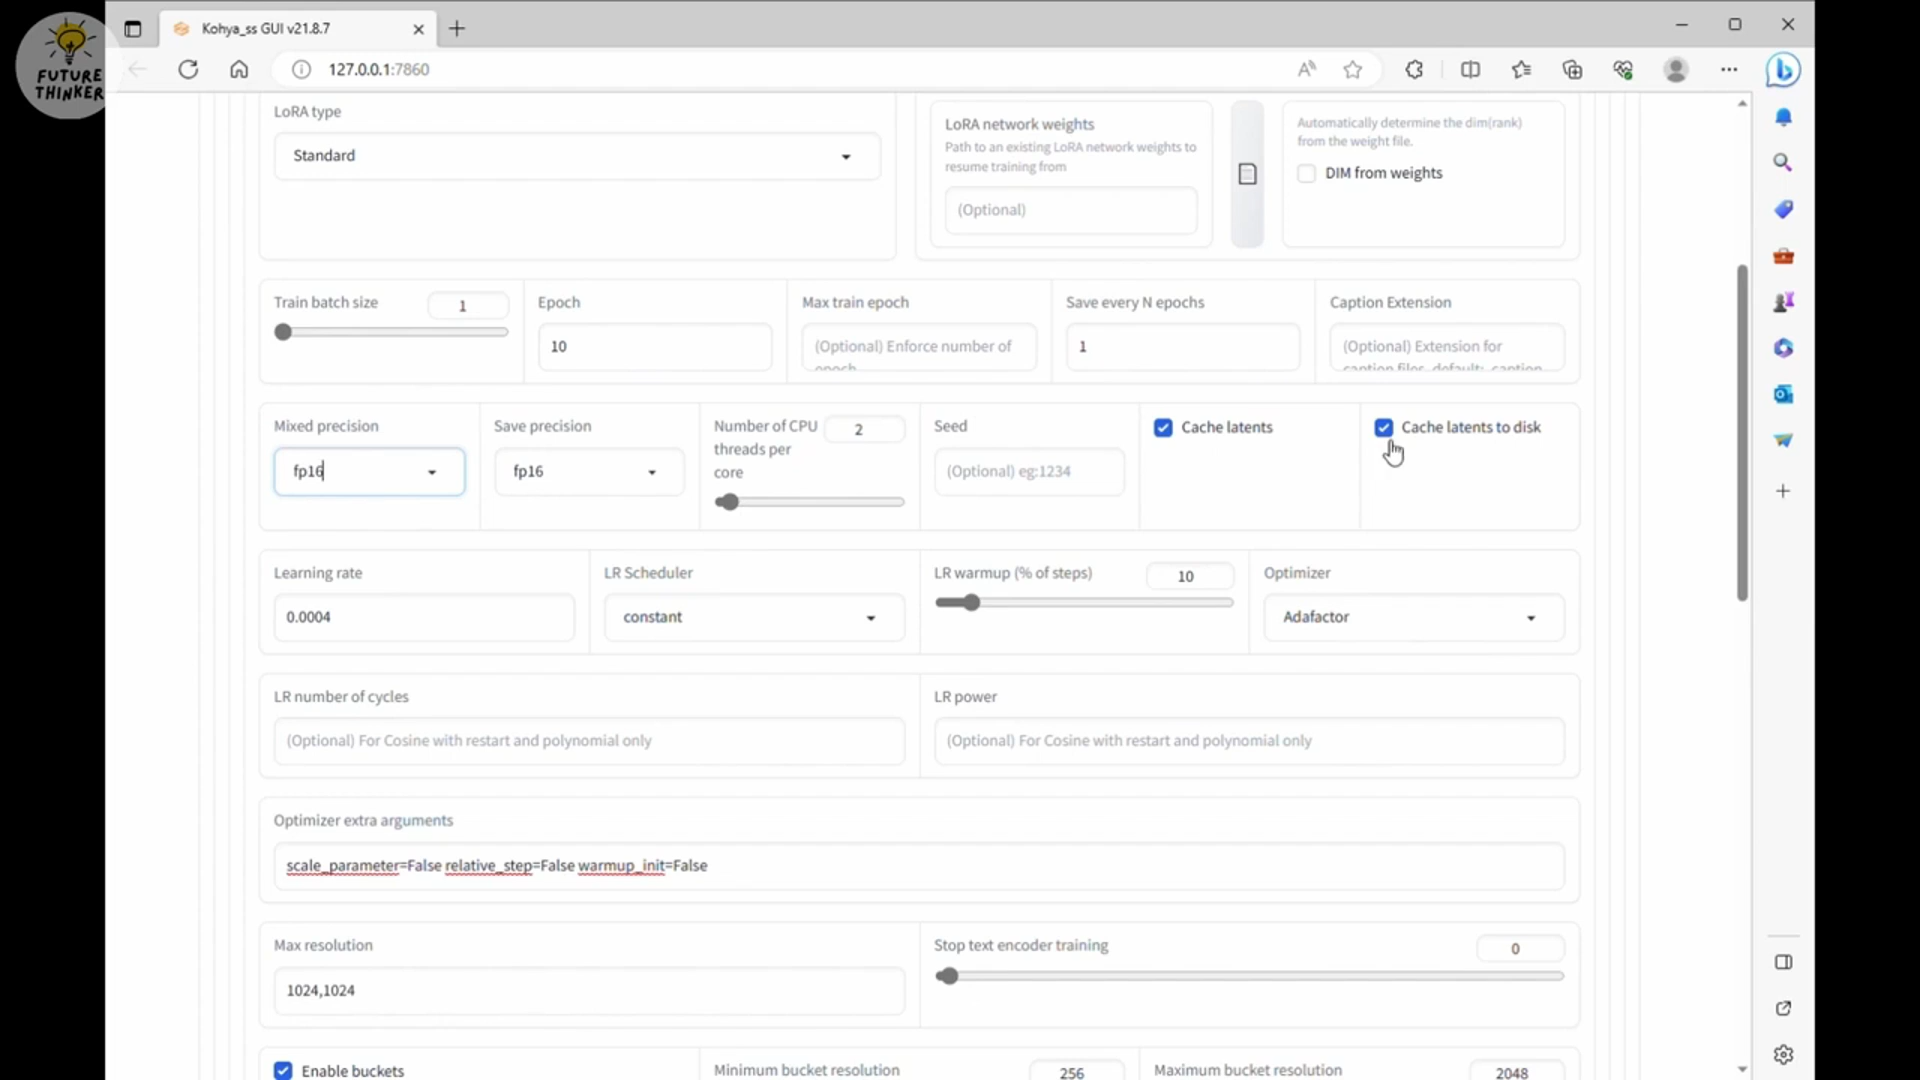 Kohya_ss GUI v21.8.7
FUTURE
THINKER
127.0.0.1:7860
LoRA type
Standard
LoRA network weights
Path to an existing LoRA network weights to
resume training from
(Optional)
Automatically determine the dim(rank)
from the weight file.
DIM from weights
Train batch size
1
Epoch
10
Max train epoch
(Optional) Enforce number of
epoch
Save every N epochs
1
Caption Extension
(Optional) Extension for
caption files. default: .caption
Mixed precision
fp16
Save precision
fp16
Number of CPU
threads per
core
2
Seed
(Optional) eg:1234
Cache latents
Cache latents to disk
Learning rate
0.0004
LR Scheduler
constant
LR warmup (% of steps)
10
Optimizer
Adafactor
LR number of cycles
(Optional) For Cosine with restart and polynomial only
LR power
(Optional) For Cosine with restart and polynomial only
Optimizer extra arguments
scale_parameter=False relative_step=False warmup_init=False
Max resolution
1024,1024
Stop text encoder training
0
Enable buckets
Minimum bucket resolution
256
Maximum bucket resolution
2048